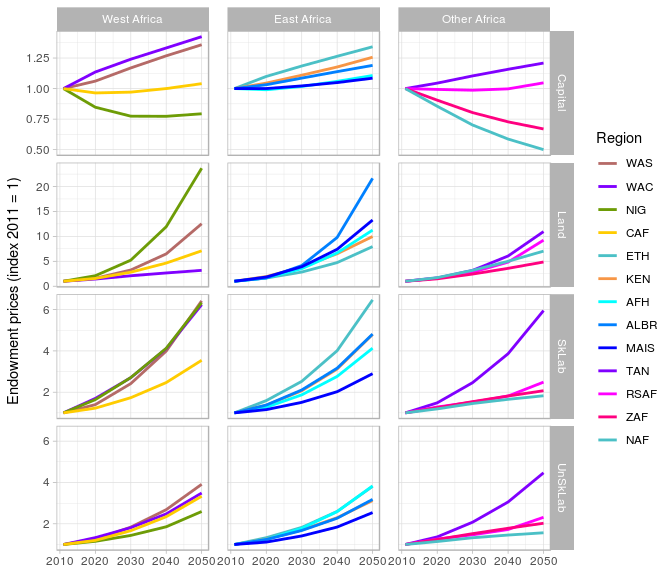 West Africa East Africa Other Africa
1.25
1.00
0.75
0.50
Capital
20
15
10
5
0
Land
6
4
2
SkLab
6
4
2
UnSkLab
2010 2020 2030 2040 2050 2010 2020 2030 2040 2050 2010 2020 2030 2040 2050
Endowment prices (index 2011 = 1)
Region
WAS
WAC
NIG
CAF
ETH
KEN
AFH
ALBR
MAIS
TAN
RSAF
ZAF
NAF